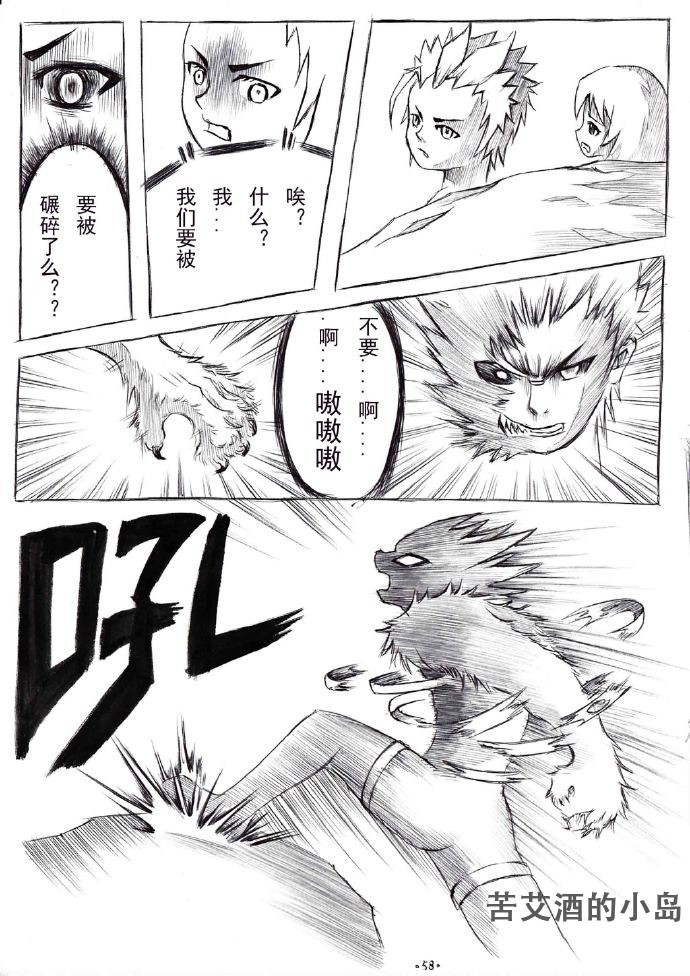 唉?
什么?
我...
我们要被
要被
碾碎了么??
不要....啊....
.啊....
嗷嗷嗷
吼
苦艾酒的小岛
·58·